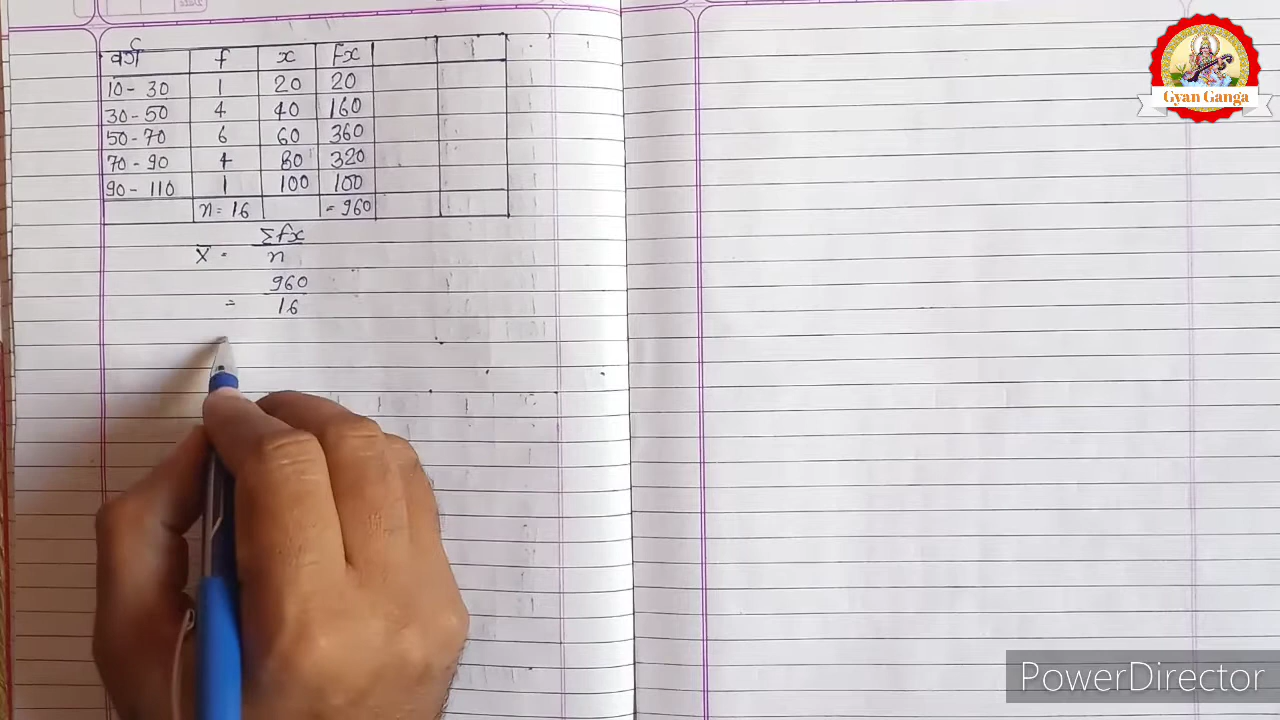 Gyan Ganga
वर्ग f x Fx
10 - 30 1 20 20
30 - 50 4 40 160
50 - 70 6 60 360
70 - 90 4 80 320
90 - 110 1 100 100
n = 16 = 960
x̄ = Σfx / n
= 960 / 16
PowerDirector